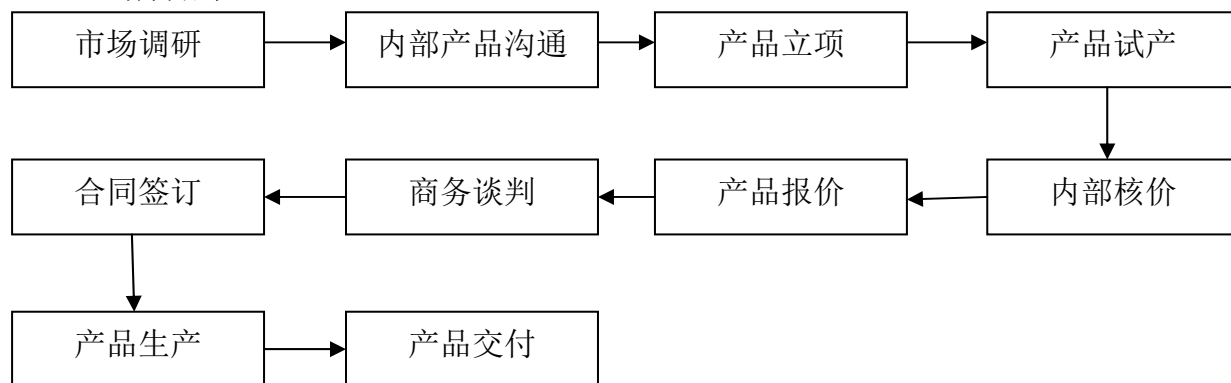 市场调研 内部产品沟通 产品立项 产品试产
合同签订 商务谈判 产品报价 内部核价
产品生产 产品交付